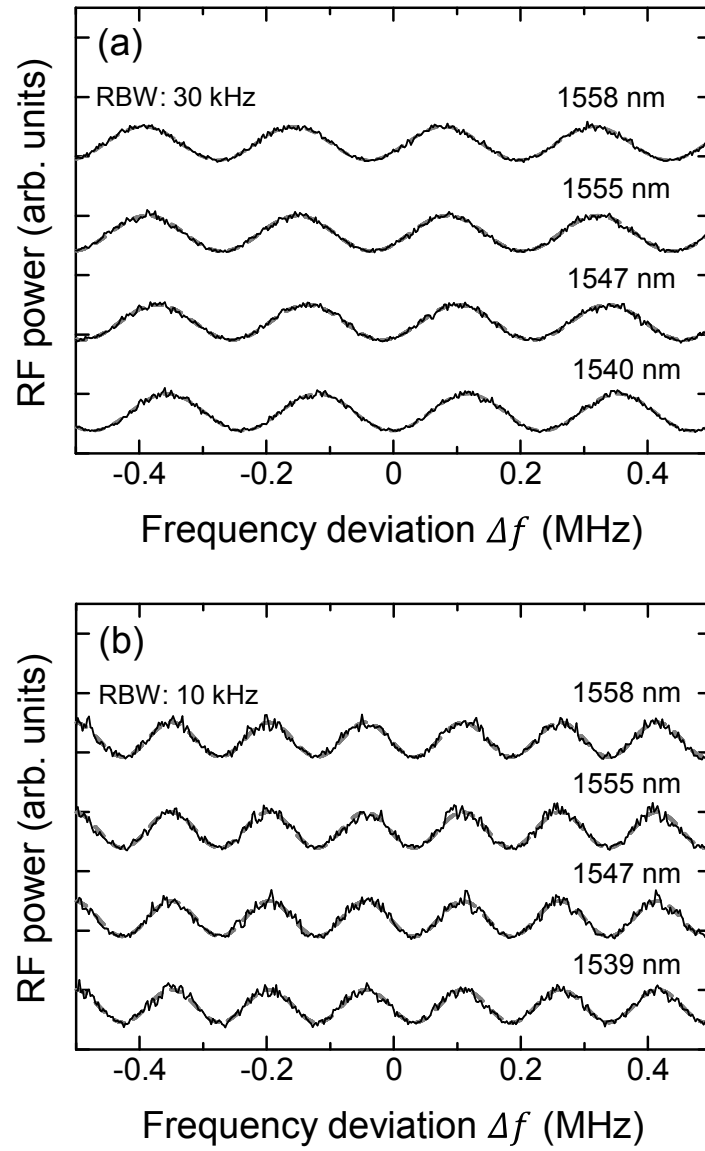 (a)
RBW: 30 kHz
1558 nm
1555 nm
1547 nm
1540 nm
RF power (arb. units)
-0.4 -0.2 0 0.2 0.4
Frequency deviation Δf (MHz)
(b)
RBW: 10 kHz
1558 nm
1555 nm
1547 nm
1539 nm
RF power (arb. units)
-0.4 -0.2 0 0.2 0.4
Frequency deviation Δf (MHz)